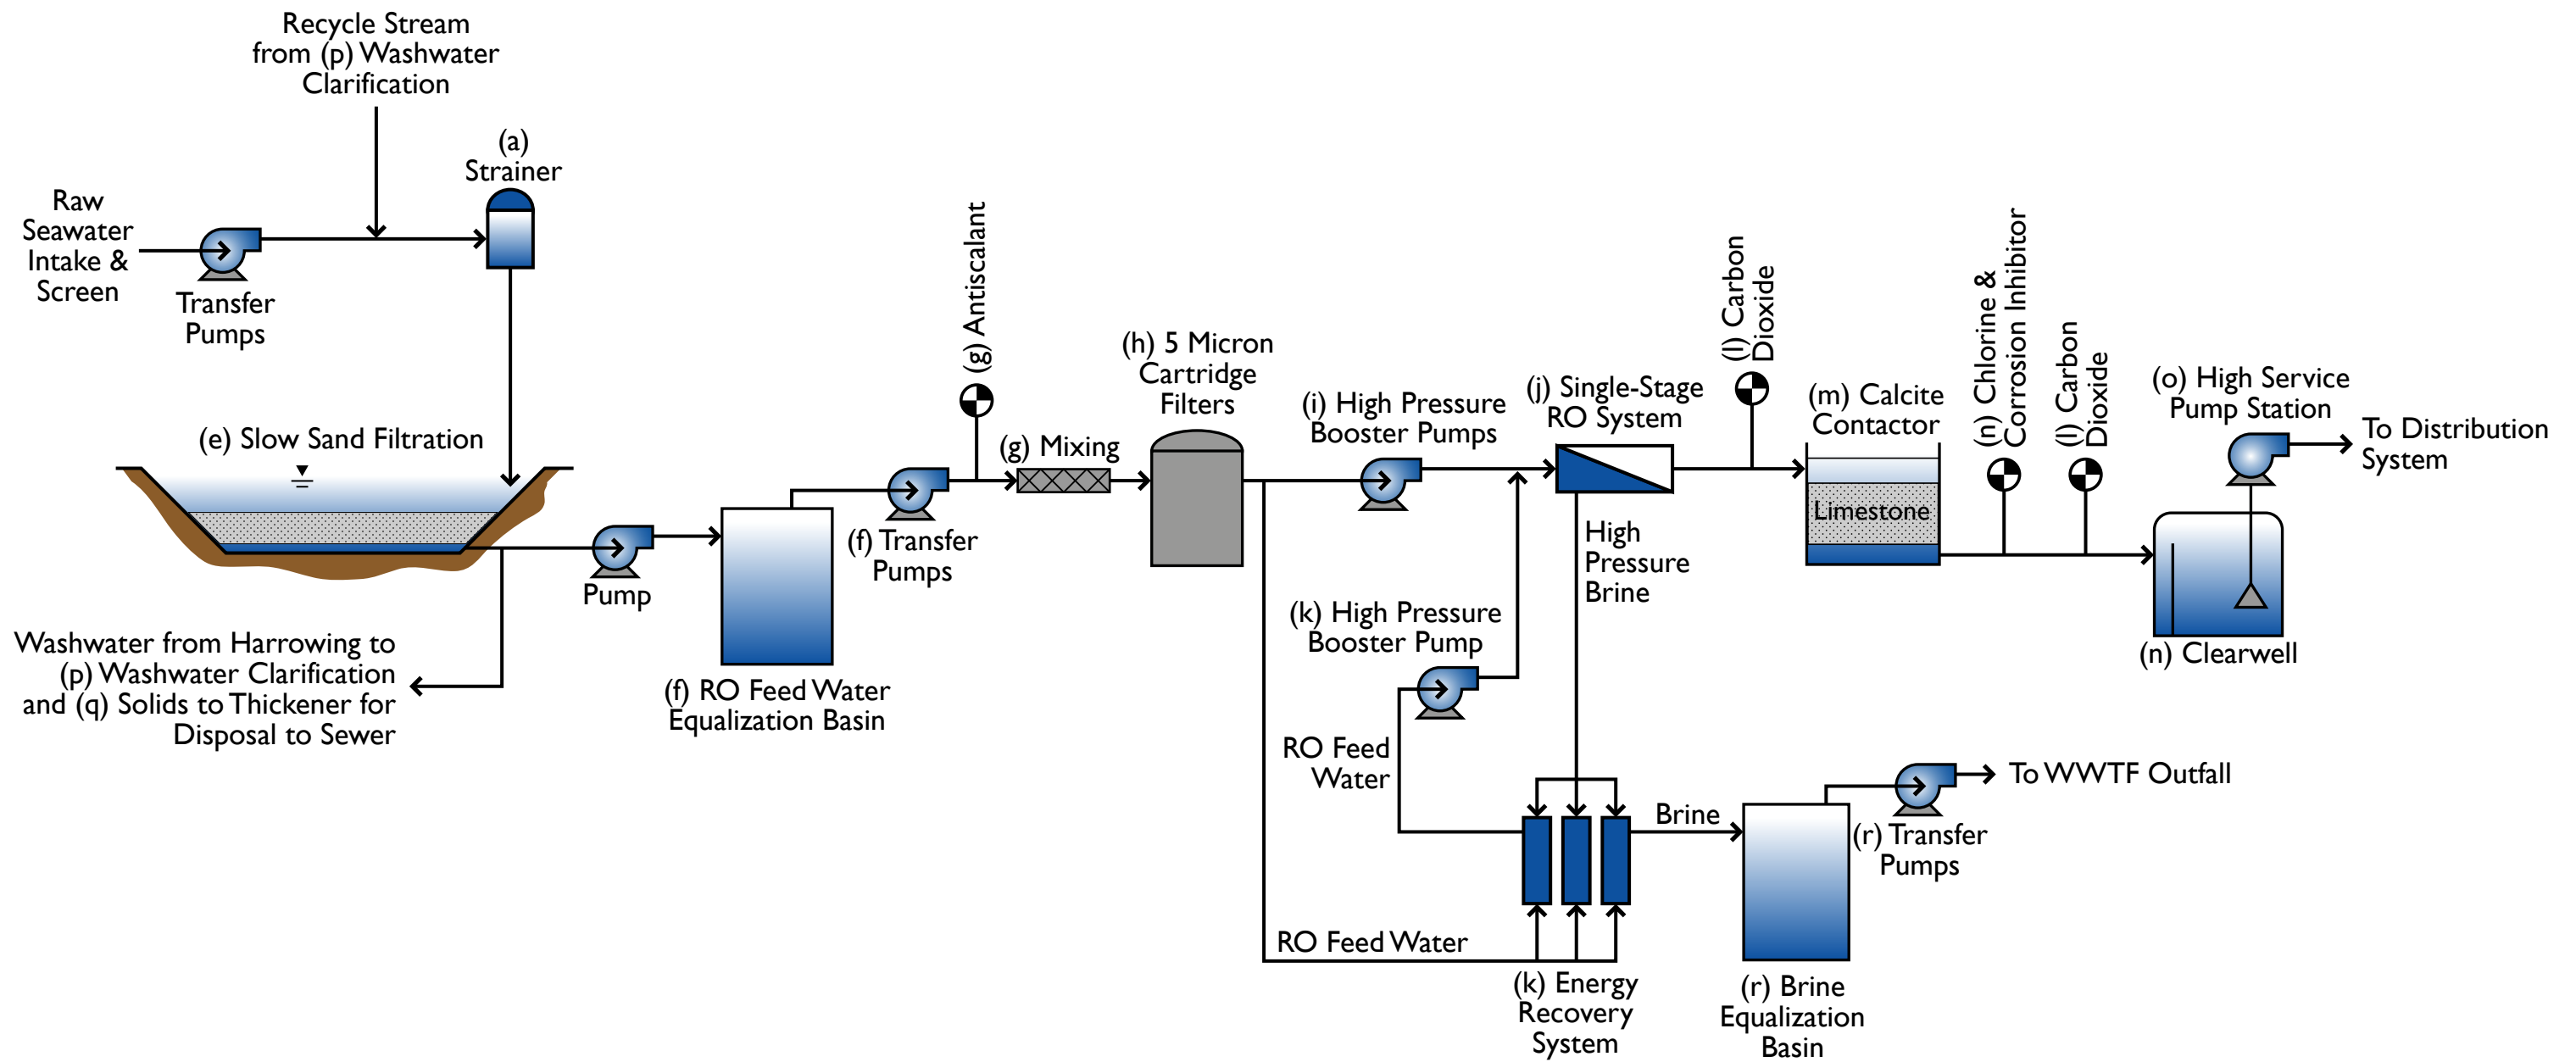 Recycle Stream
from (p) Washwater
Clarification
(a)
Strainer
Raw
Seawater
Intake &
Screen
Transfer
Pumps
(e) Slow Sand Filtration
Washwater from Harrowing to
(p) Washwater Clarification
and (q) Solids to Thickener for
Disposal to Sewer
Pump
(f) RO Feed Water
Equalization Basin
(f) Transfer
Pumps
(g) Antiscalant
(g) Mixing
(h) 5 Micron
Cartridge
Filters
(i) High Pressure
Booster Pumps
(j) Single-Stage
RO System
High
Pressure
Brine
(k) High Pressure
Booster Pump
RO Feed
Water
RO Feed Water
(k) Energy
Recovery
System
Brine
(r) Brine
Equalization
Basin
(r) Transfer
Pumps
To WWTF Outfall
(l) Carbon
Dioxide
(m) Calcite
Contactor
Limestone
(n) Chlorine &
Corrosion Inhibitor
(l) Carbon
Dioxide
(o) High Service
Pump Station
To Distribution
System
(n) Clearwell